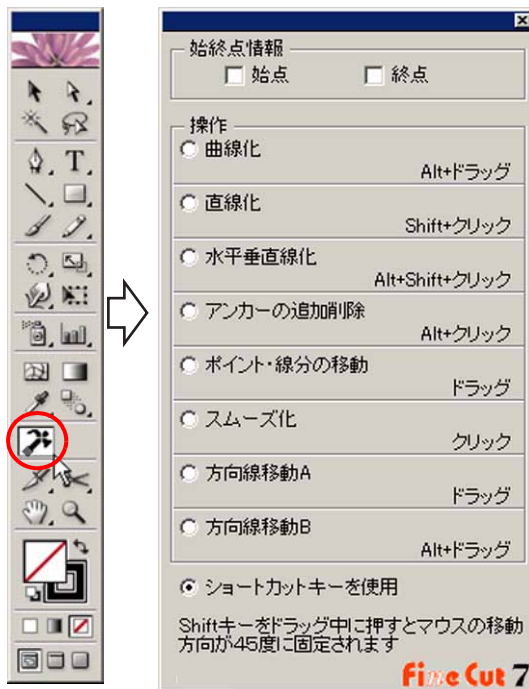 始終点情報
始点 終点
操作
曲線化
Alt+ドラッグ
直線化
Shift+クリック
水平垂直線化
Alt+Shift+クリック
アンカーの追加削除
Alt+クリック
ポイント・線分の移動
ドラッグ
スムーズ化
クリック
方向線移動A
ドラッグ
方向線移動B
Alt+ドラッグ
ショートカットキーを使用
Shiftキーをドラッグ中に押すとマウスの移動
方向が45度に固定されます
FineCut 7